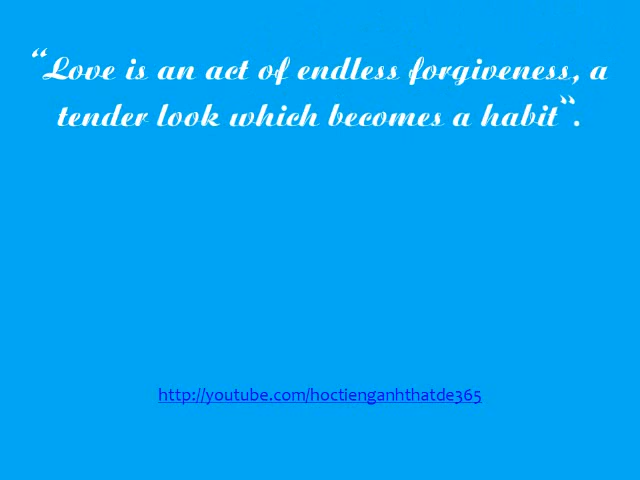 “Love is an act of endless forgiveness, a
tender look which becomes a habit”.
http://youtube.com/hoctienganhthatde365